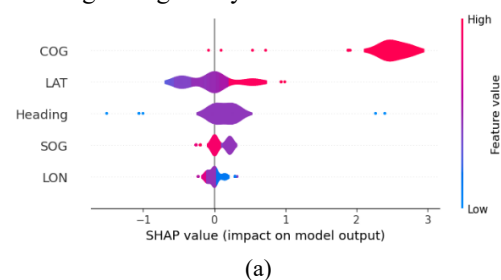 High
COG
LAT
Heading
SOG
LON
Feature value
Low
−1 0 1 2 3
SHAP value (impact on model output)
(a)